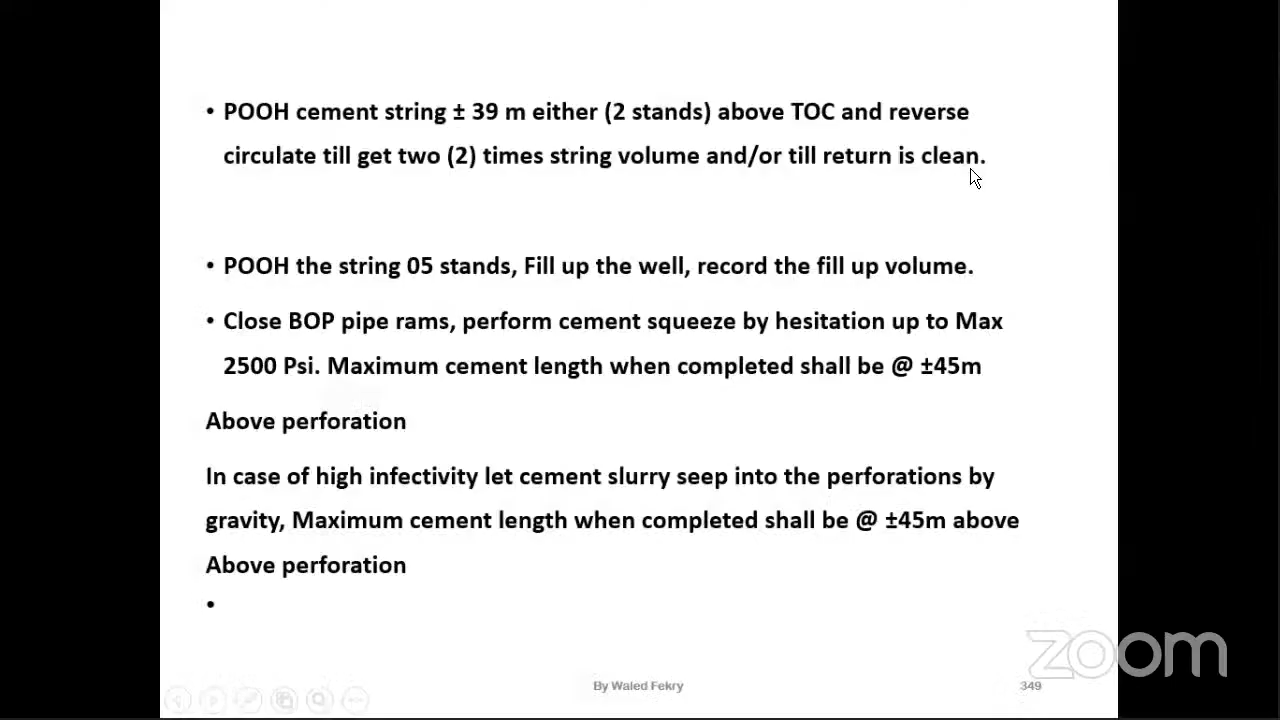 • POOH cement string ± 39 m either (2 stands) above TOC and reverse
circulate till get two (2) times string volume and/or till return is clean.
• POOH the string 05 stands, Fill up the well, record the fill up volume.
• Close BOP pipe rams, perform cement squeeze by hesitation up to Max
2500 Psi. Maximum cement length when completed shall be @ ±45m
Above perforation
In case of high infectivity let cement slurry seep into the perforations by
gravity, Maximum cement length when completed shall be @ ±45m above
Above perforation
•
zoom
By Waled Fekry
349